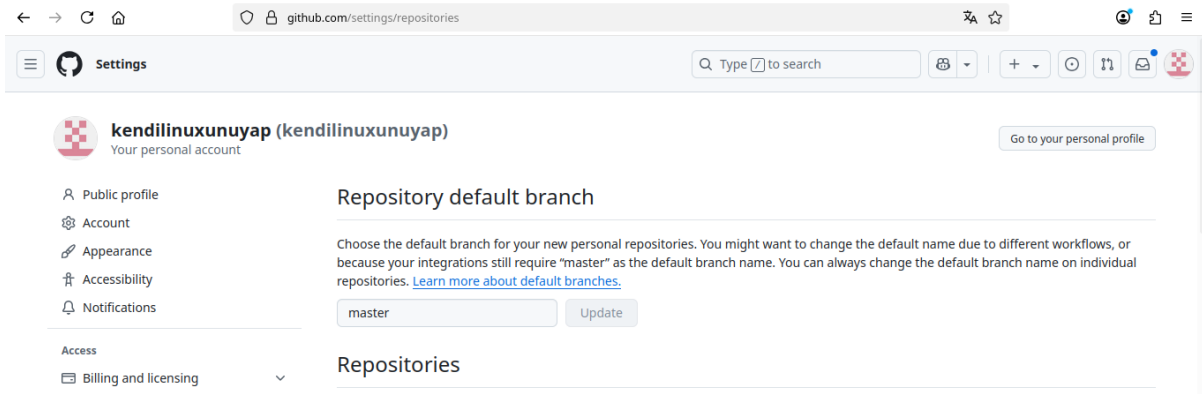 github.com/settings/repositories
Settings
Type / to search
kendilinuxunuyap (kendilinuxunuyap)
Your personal account
Go to your personal profile
Public profile
Account
Appearance
Accessibility
Notifications
Access
Billing and licensing
Repository default branch
Choose the default branch for your new personal repositories. You might want to change the default name due to different workflows, or
because your integrations still require “master” as the default branch name. You can always change the default branch name on individual
repositories. Learn more about default branches.
master
Update
Repositories